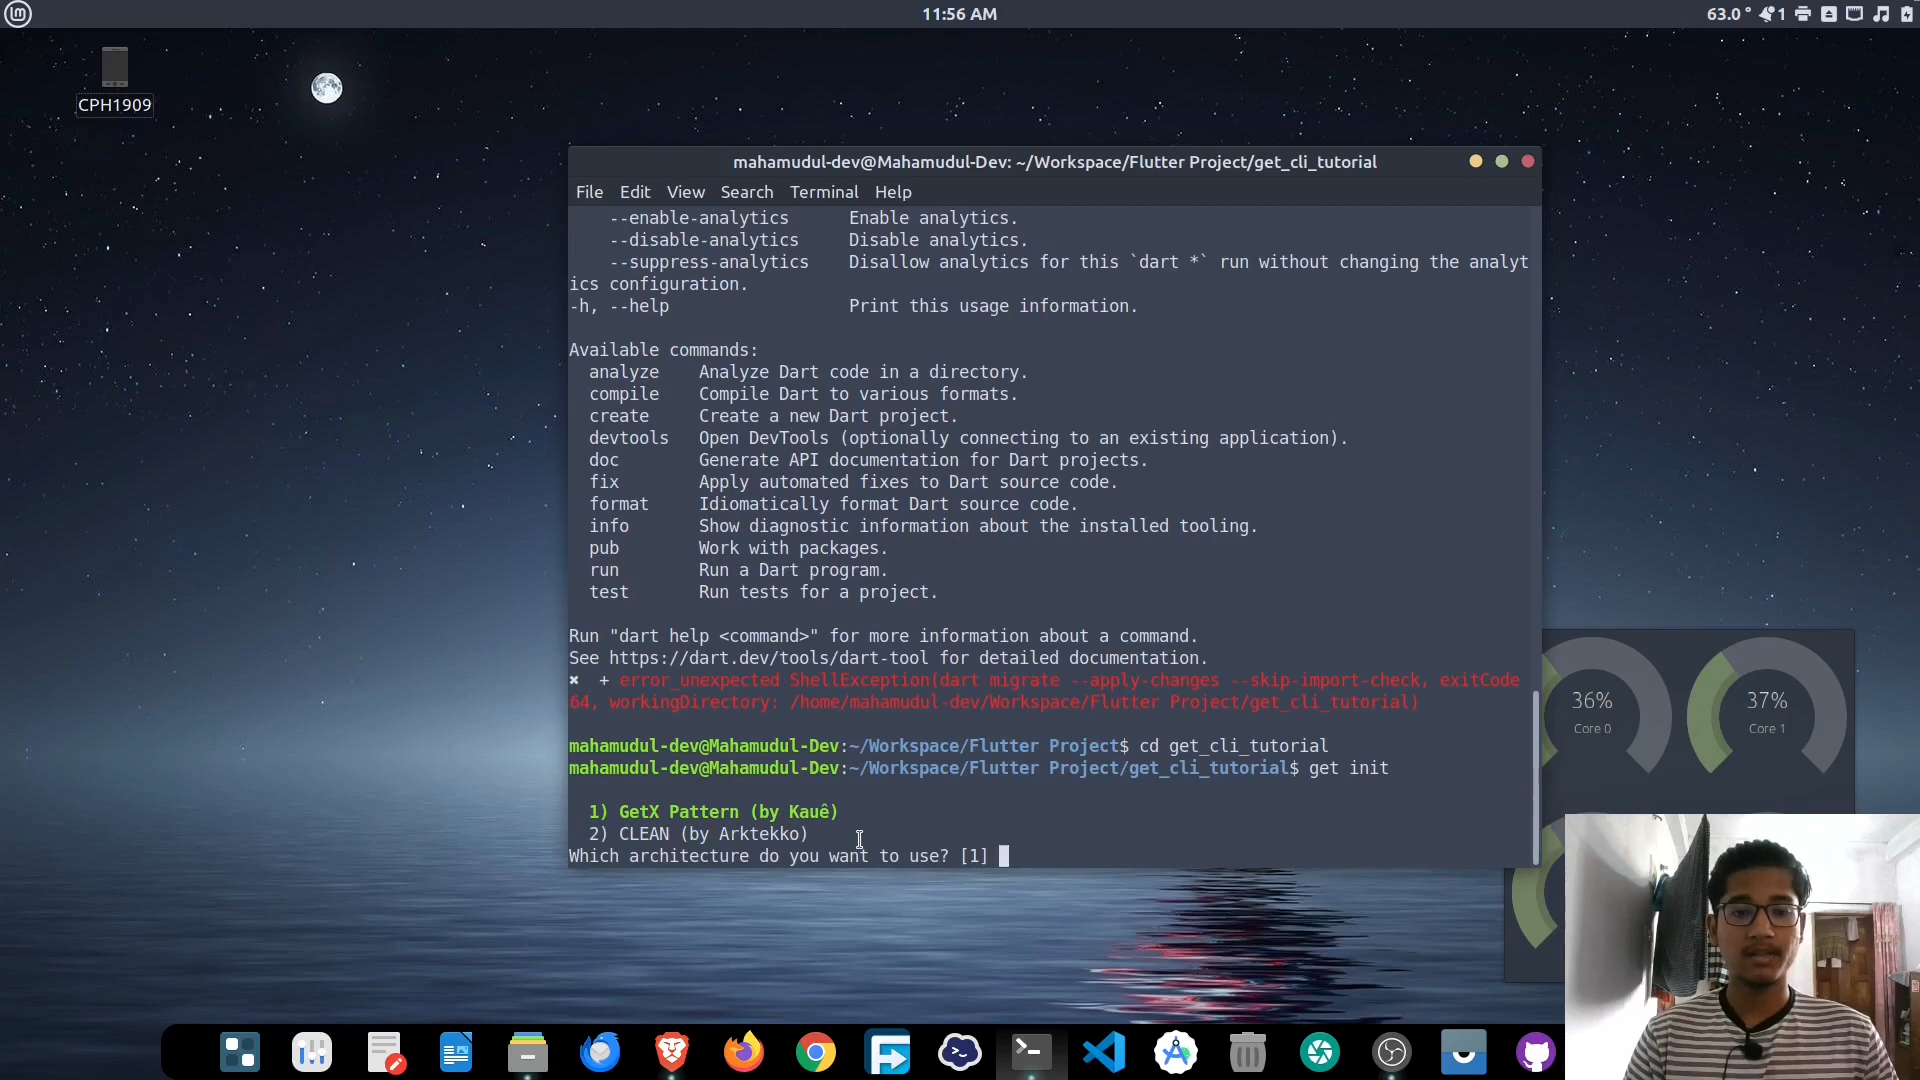 11:56 AM
63.0 °
1
CPH1909
mahamudul-dev@Mahamudul-Dev: ~/Workspace/Flutter Project/get_cli_tutorial
File Edit View Search Terminal Help
--enable-analytics Enable analytics.
--disable-analytics Disable analytics.
--suppress-analytics Disallow analytics for this `dart *` run without changing the analyt
ics configuration.
-h, --help Print this usage information.
Available commands:
analyze Analyze Dart code in a directory.
compile Compile Dart to various formats.
create Create a new Dart project.
devtools Open DevTools (optionally connecting to an existing application).
doc Generate API documentation for Dart projects.
fix Apply automated fixes to Dart source code.
format Idiomatically format Dart source code.
info Show diagnostic information about the installed tooling.
pub Work with packages.
run Run a Dart program.
test Run tests for a project.
Run "dart help <command>" for more information about a command.
See https://dart.dev/tools/dart-tool for detailed documentation.
✖ + error_unexpected ShellException(dart migrate --apply-changes --skip-import-check, exitCode
64, workingDirectory: /home/mahamudul-dev/Workspace/Flutter Project/get_cli_tutorial)
mahamudul-dev@Mahamudul-Dev:~/Workspace/Flutter Project$ cd get_cli_tutorial
mahamudul-dev@Mahamudul-Dev:~/Workspace/Flutter Project/get_cli_tutorial$ get init
1) GetX Pattern (by Kauê)
2) CLEAN (by Arktekko)
Which architecture do you want to use? [1]
36%
Core 0
37%
Core 1